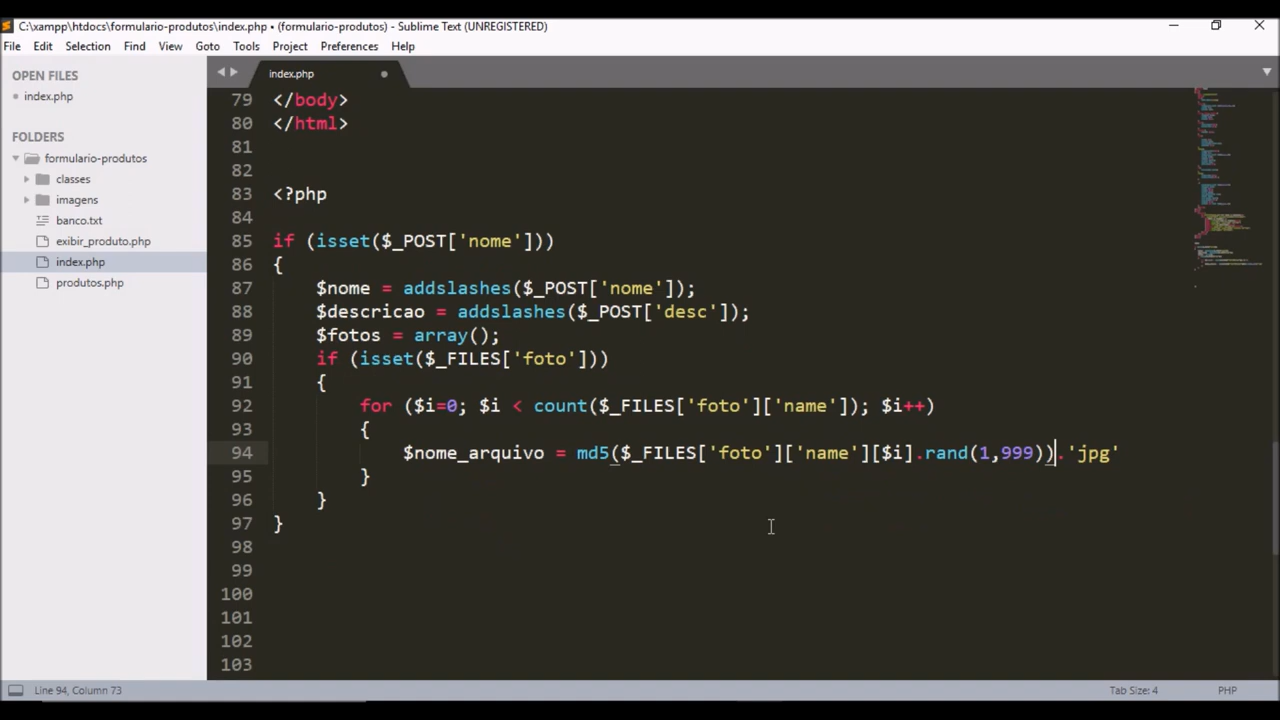 C:\xampp\htdocs\formulario-produtos\index.php • (formulario-produtos) - Sublime Text (UNREGISTERED)
File Edit Selection Find View Goto Tools Project Preferences Help
OPEN FILES
index.php
FOLDERS
formulario-produtos
classes
imagens
banco.txt
exibir_produto.php
index.php
produtos.php
index.php
79 </body>
80 </html>
81
82
83 <?php
84
85 if (isset($_POST['nome']))
86 {
87 $nome = addslashes($_POST['nome']);
88 $descricao = addslashes($_POST['desc']);
89 $fotos = array();
90 if (isset($_FILES['foto']))
91 {
92 for ($i=0; $i < count($_FILES['foto']['name']); $i++)
93 {
94 $nome_arquivo = md5($_FILES['foto']['name'][$i].rand(1,999)).'jpg'
95 }
96 }
97 }
98
99
100
101
102
103
Line 94, Column 73
Tab Size: 4
PHP